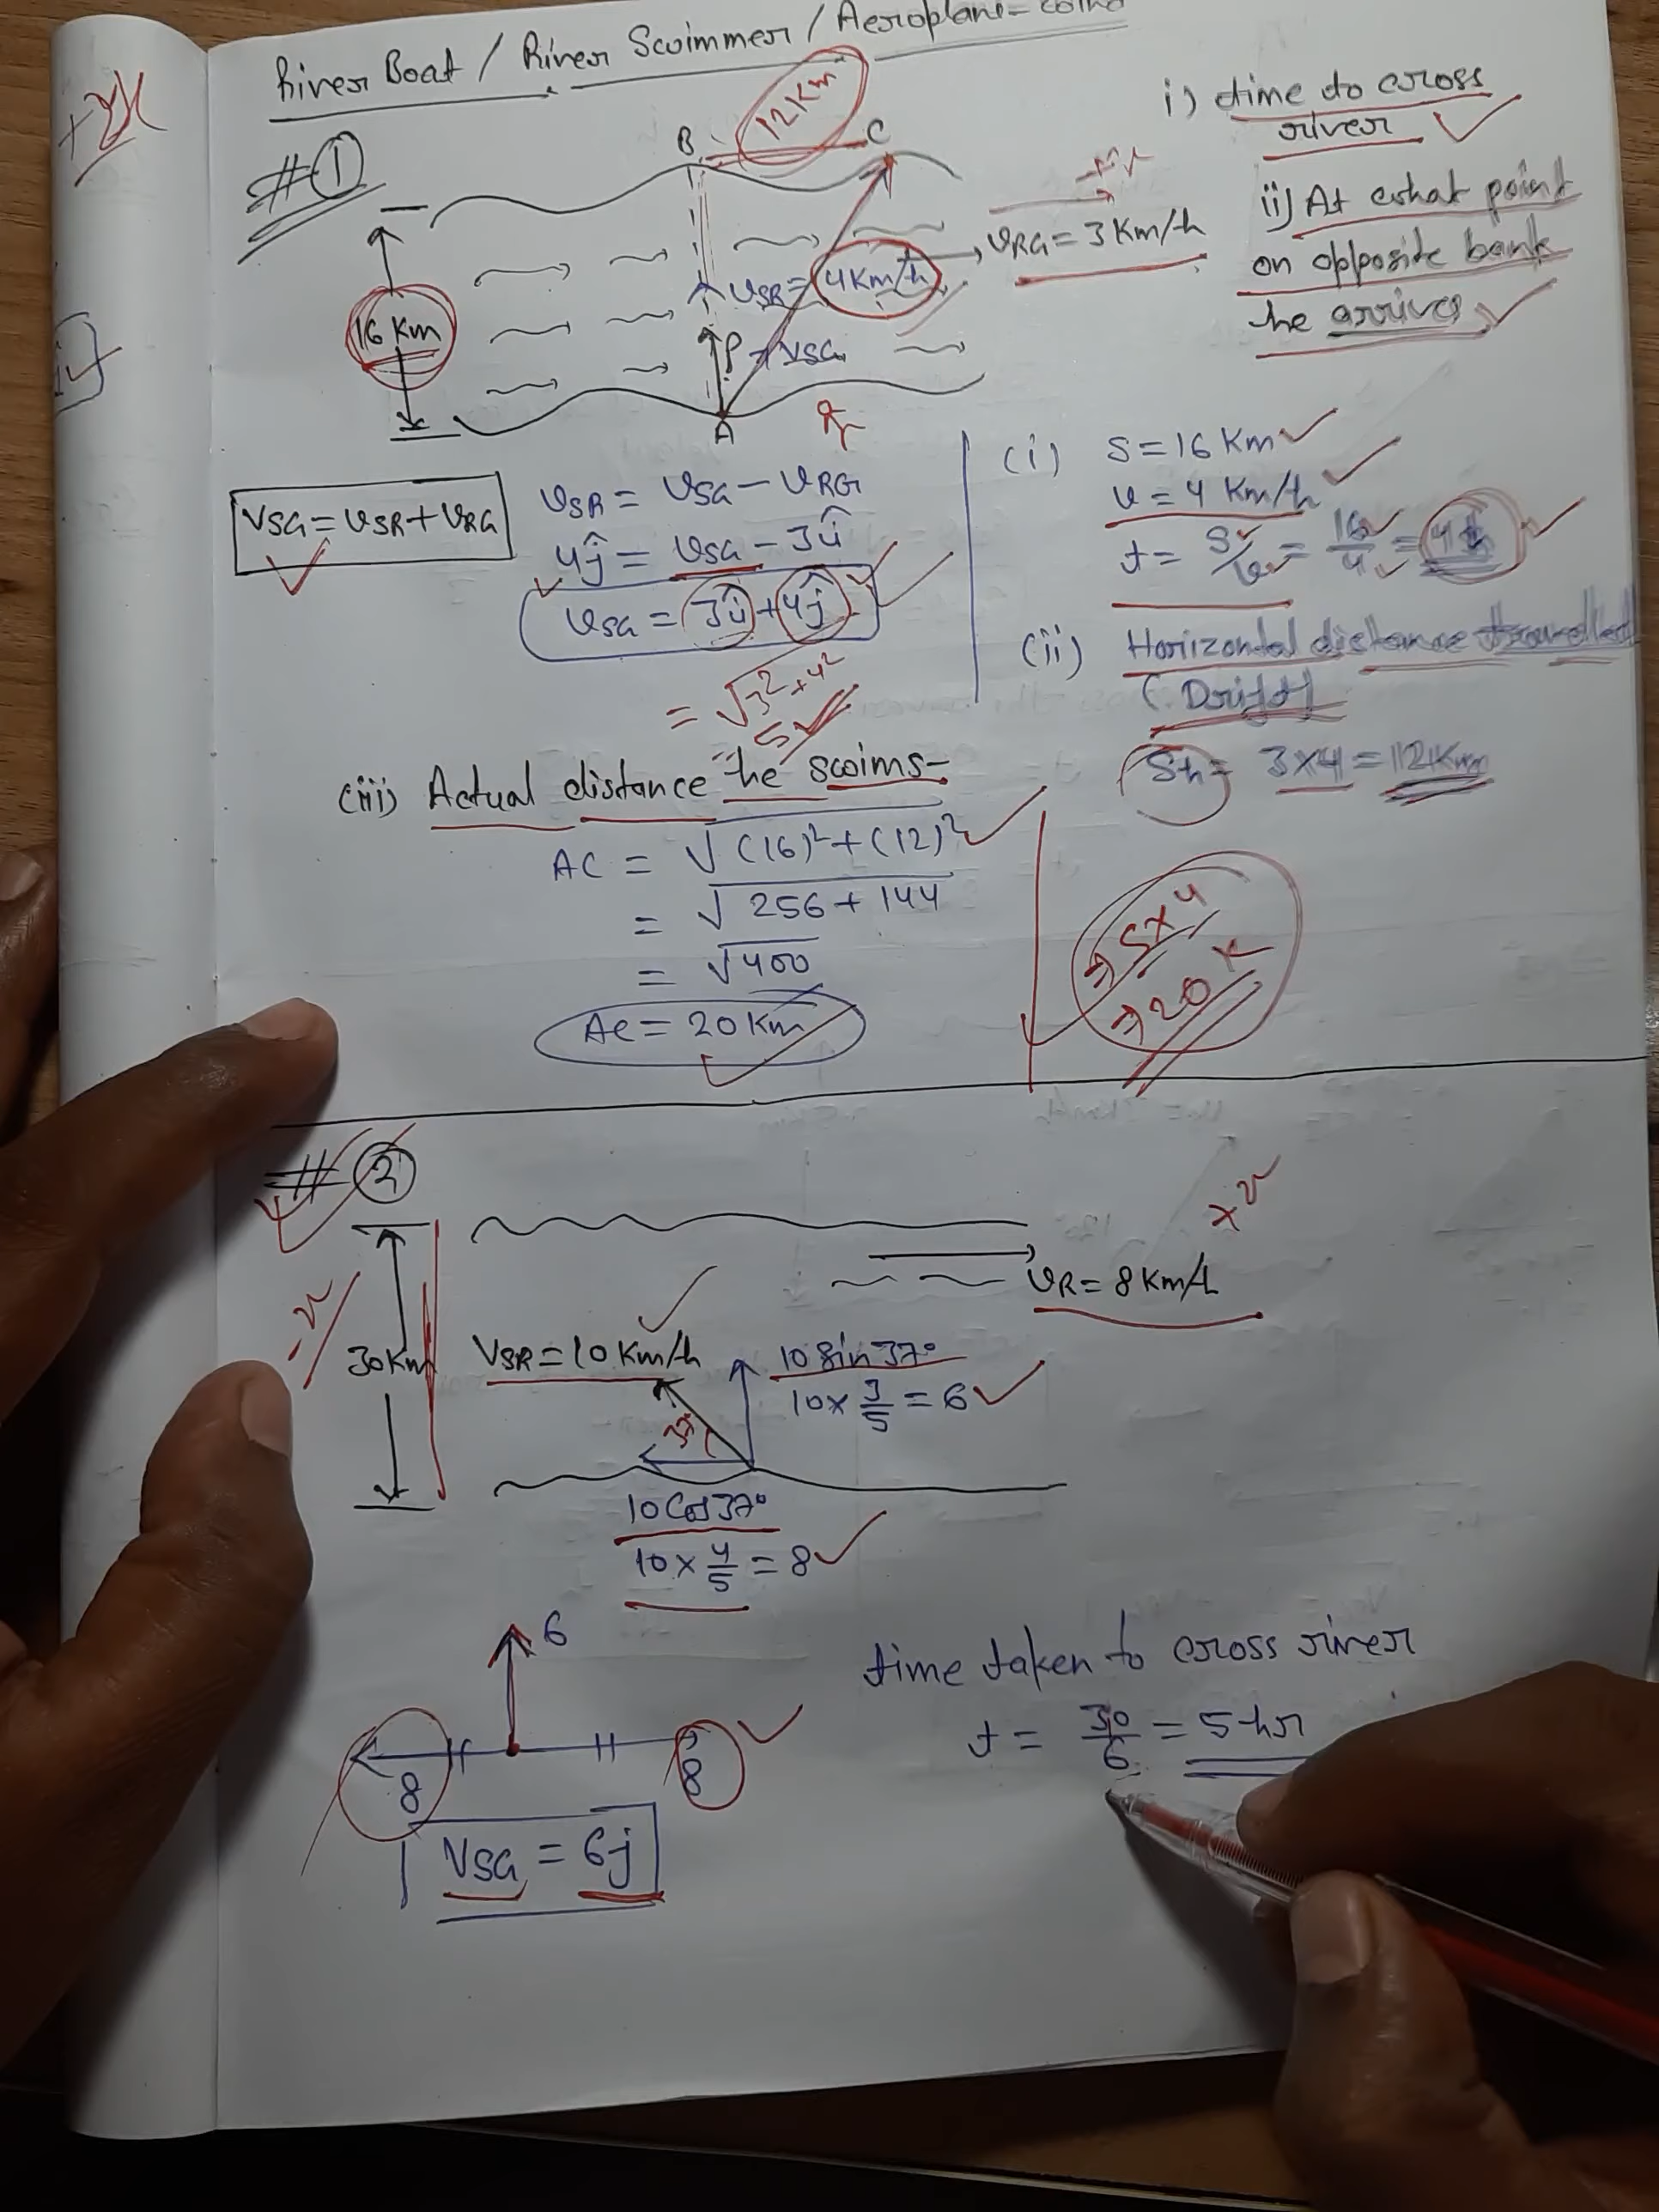 River Boat / River Swimmer / Aeroplane-
#①
B
12 Km
C
i) time to cross
river
ii) At what point
on opposite bank
he arrives
vRG = 3 Km/h
vSR = 4 Km/h
16 Km
vSG
A
VSG = VSR + VRG
vSR = vSG - vRG
4ĵ = vSG - 3î
vSG = 3î + 4ĵ
= √3²+4²
5
(i) S = 16 Km
v = 4 Km/h
t = S/v = 16/4 = 4h
(ii) Horizontal distance travelled
(Drift)
Sh = 3×4 = 12Km
(iii) Actual distance he swims-
AC = √(16)²+(12)²
= √256 + 144
= √400
AC = 20 Km
→ 5×4
→ 20 K
#②
30 Km
vR = 8 Km/h
VSR = 10 Km/h
10 Sin 37°
10 × 3/5 = 6
37°
10 Cos 37°
10 × 4/5 = 8
6
8
8
VSG = 6j
time taken to cross river
t = 30/6 = 5 hr